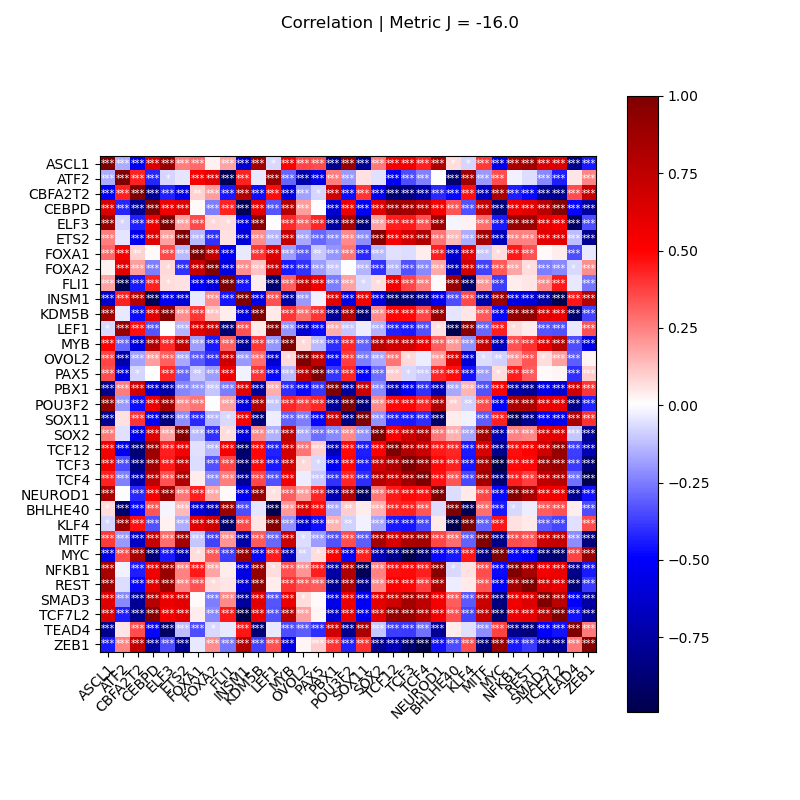 Correlation | Metric J = -16.0
ASCL1
ATF2
CBFA2T2
CEBPD
ELF3
ETS2
FOXA1
FOXA2
FLI1
INSM1
KDM5B
LEF1
MYB
OVOL2
PAX5
PBX1
POU3F2
SOX11
SOX2
TCF12
TCF3
TCF4
NEUROD1
BHLHE40
KLF4
MITF
MYC
NFKB1
REST
SMAD3
TCF7L2
TEAD4
ZEB1
ASCL1
ATF2
CBFA2T2
CEBPD
ELF3
ETS2
FOXA1
FOXA2
FLI1
INSM1
KDM5B
LEF1
MYB
OVOL2
PAX5
PBX1
POU3F2
SOX11
SOX2
TCF12
TCF3
TCF4
NEUROD1
BHLHE40
KLF4
MITF
MYC
NFKB1
REST
SMAD3
TCF7L2
TEAD4
ZEB1
1.00
0.75
0.50
0.25
0.00
−0.25
−0.50
−0.75